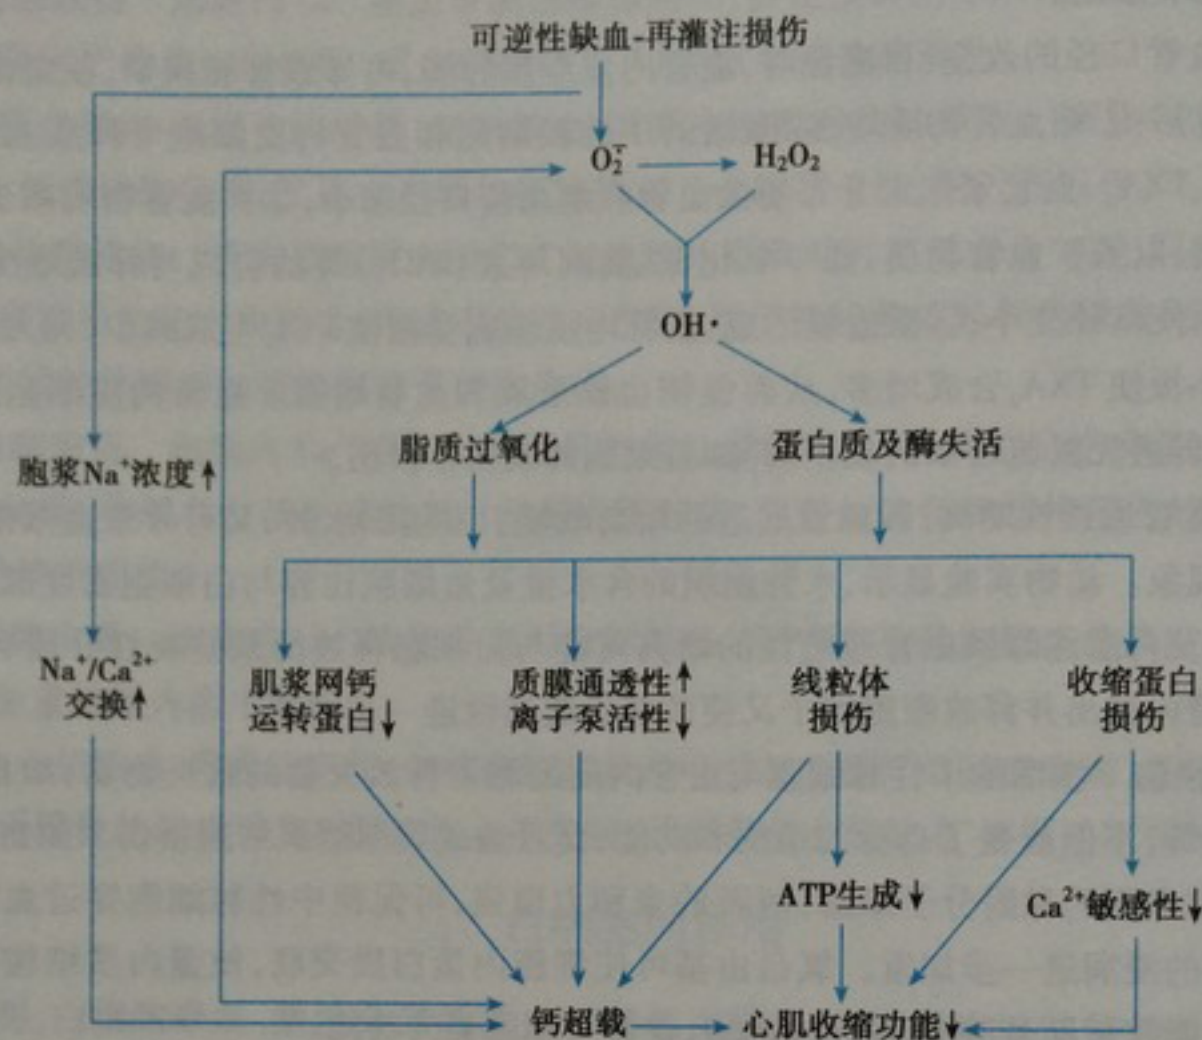 可逆性缺血-再灌注损伤
O₂⁻· H₂O₂
OH·
脂质过氧化 蛋白质及酶失活
胞浆Na⁺浓度↑
Na⁺/Ca²⁺
交换↑
肌浆网钙
运转蛋白↓
质膜通透性↑
离子泵活性↓
线粒体
损伤
收缩蛋白
损伤
ATP生成↓
Ca²⁺敏感性↓
钙超载 心肌收缩功能↓